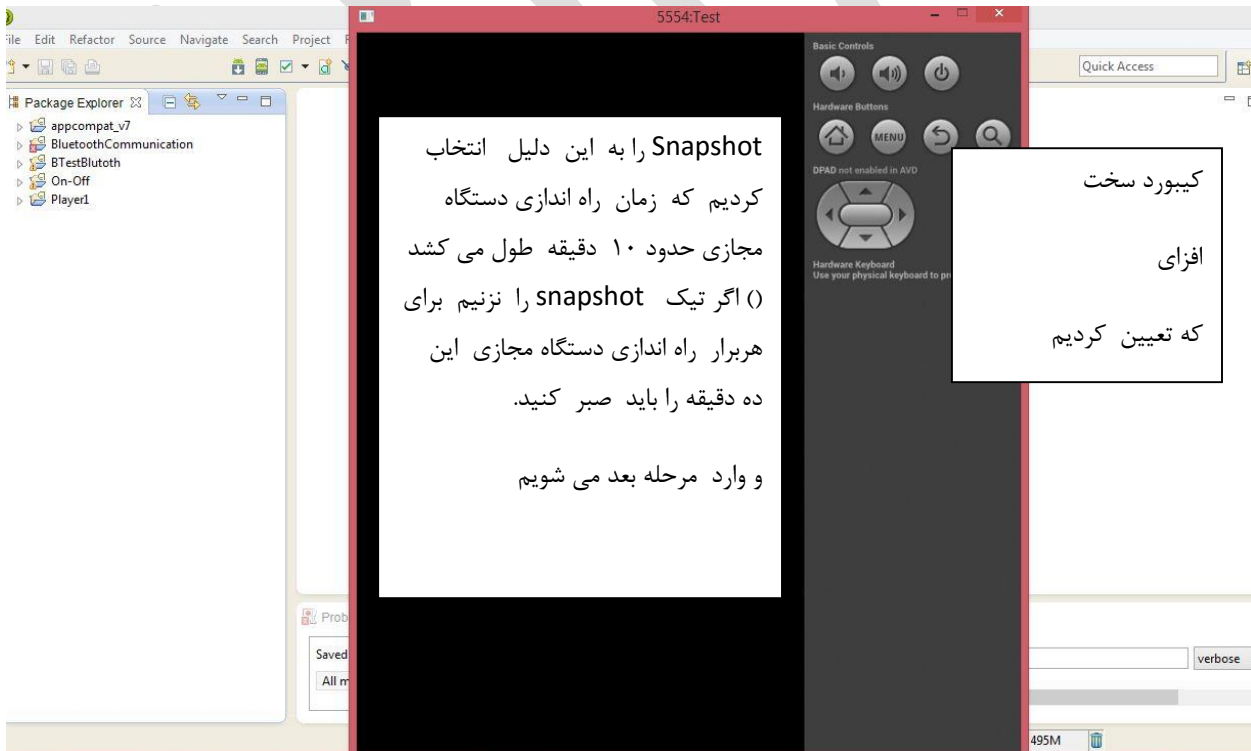 5554:Test
File Edit Refactor Source Navigate Search Project
Quick Access
Package Explorer
appcompat_v7
BluetoothCommunication
BTestBlutoth
On-Off
Player1
Snapshot را به این دلیل انتخاب
کردیم که زمان راه اندازی دستگاه
مجازی حدود ۱۰ دقیقه طول می کشد
() اگر تیک snapshot را نزنیم برای
هربرار راه اندازی دستگاه مجازی این
ده دقیقه را باید صبر کنید.
و وارد مرحله بعد می شویم
Basic Controls
Hardware Buttons
MENU
DPAD not enabled in AVD
Hardware Keyboard
Use your physical keyboard to
کیبورد سخت
افزای
که تعیین کردیم
Prob
Saved
All
verbose
495M